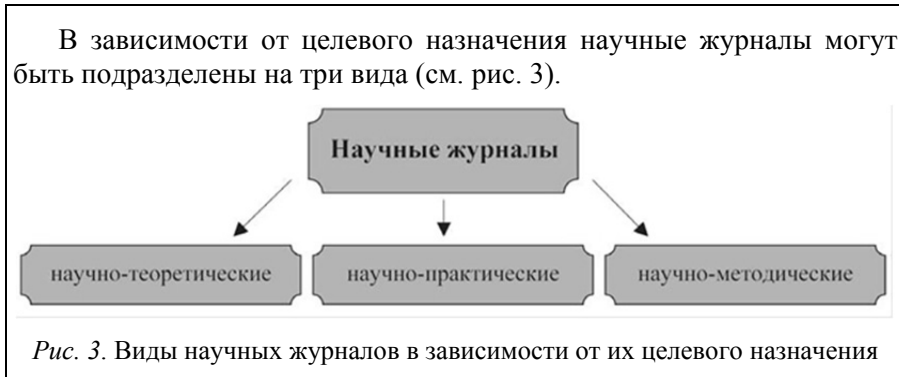 В зависимости от целевого назначения научные журналы могут
быть подразделены на три вида (см. рис. 3).
Научные журналы
научно-теоретические
научно-практические
научно-методические
Рис. 3. Виды научных журналов в зависимости от их целевого назначения